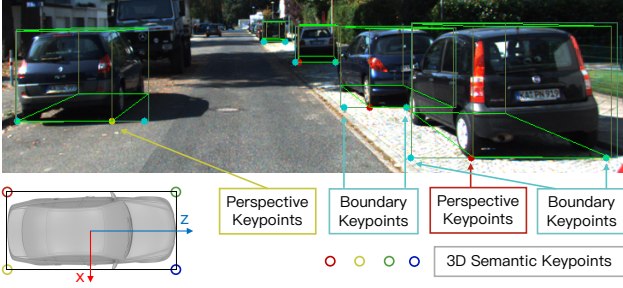 Perspective
Keypoints
Boundary
Keypoints
Perspective
Keypoints
Boundary
Keypoints
Z
X
3D Semantic Keypoints